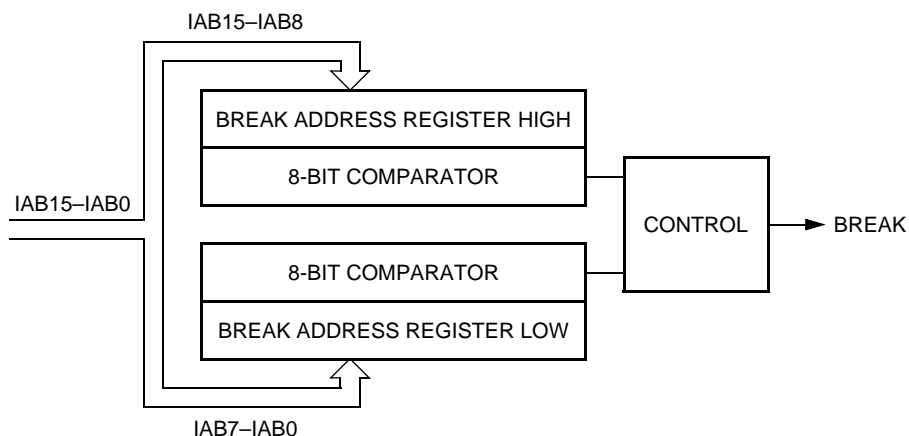 IAB15–IAB8
BREAK ADDRESS REGISTER HIGH
8-BIT COMPARATOR
IAB15–IAB0
CONTROL
BREAK
8-BIT COMPARATOR
BREAK ADDRESS REGISTER LOW
IAB7–IAB0